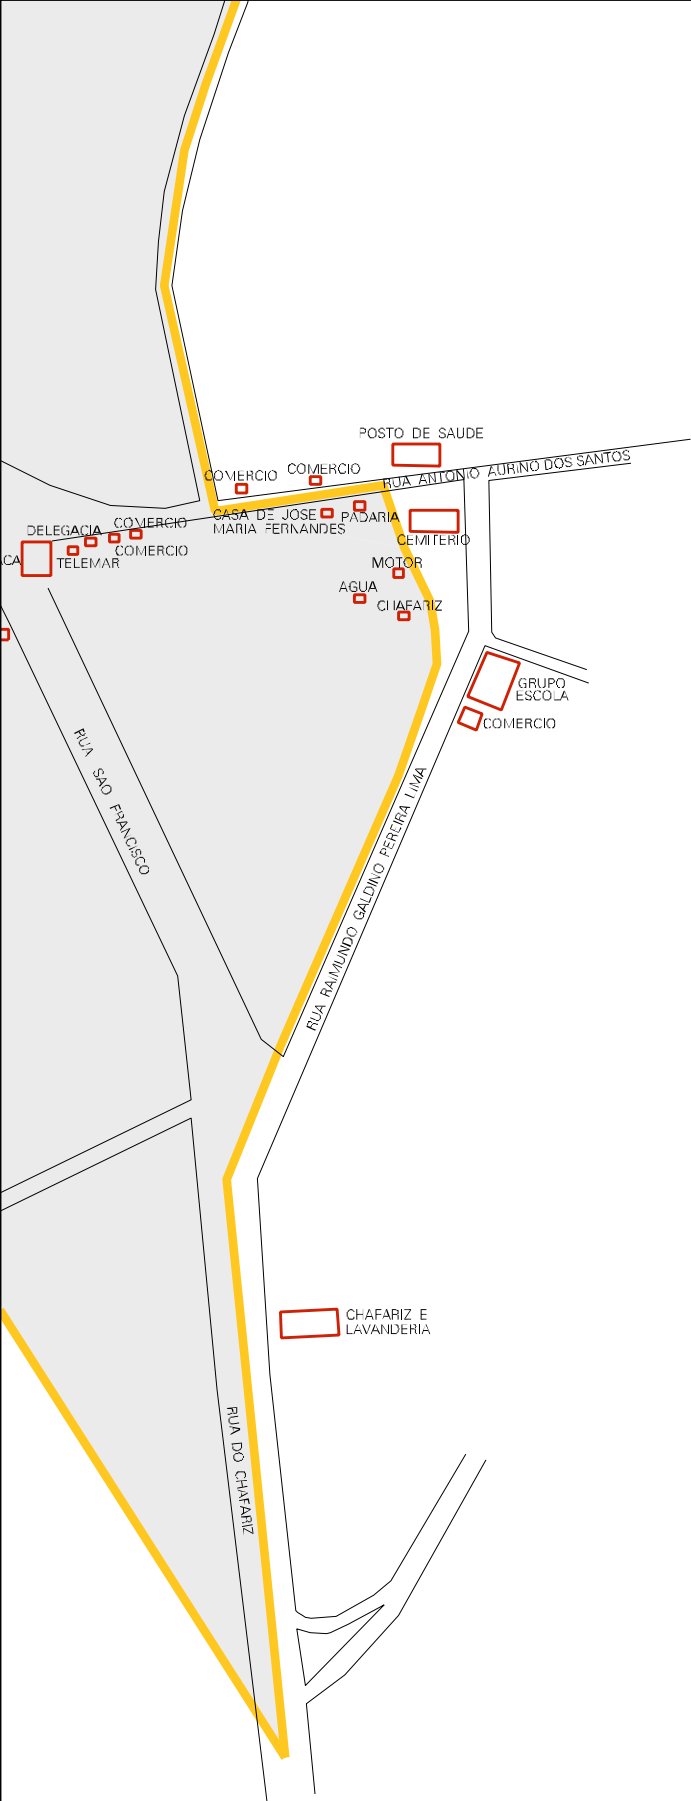 POSTO DE SAUDE
COMERCIO
COMERCIO
RUA ANTONIO AURINO DOS SANTOS
CASA DE JOSE
MARIA FERNANDES
PADARIA
DELEGACIA
COMERCIO
COMERCIO
TELEMAR
ACA
CEMITERIO
MOTOR
AGUA
CHAFARIZ
GRUPO
ESCOLA
COMERCIO
RUA SAO FRANCISCO
RUA RAIMUNDO GALDINO PEREIRA LIMA
CHAFARIZ E
LAVANDERIA
RUA DO CHAFARIZ